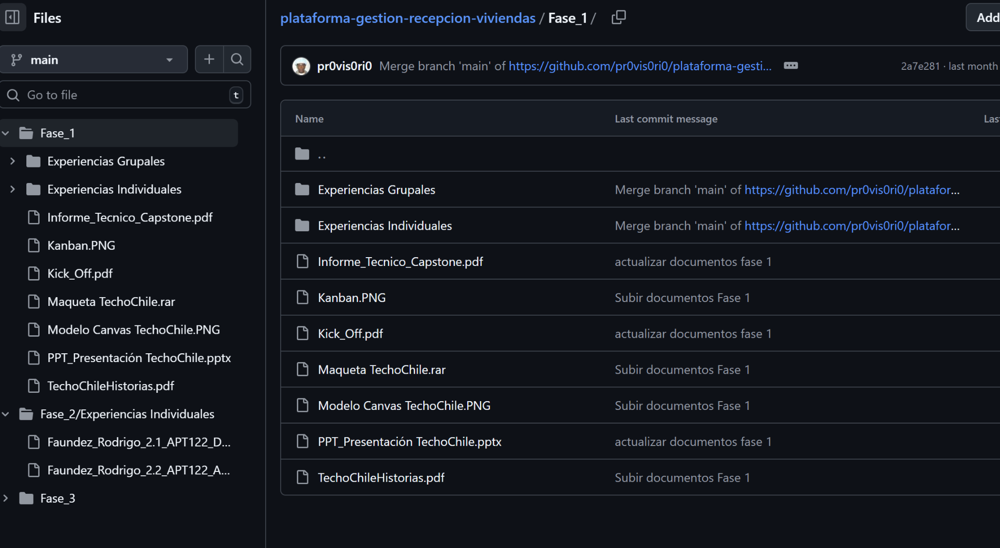 Files
main
Go to file
t
Fase_1
Experiencias Grupales
Experiencias Individuales
Informe_Tecnico_Capstone.pdf
Kanban.PNG
Kick_Off.pdf
Maqueta TechoChile.rar
Modelo Canvas TechoChile.PNG
PPT_Presentación TechoChile.pptx
TechoChileHistorias.pdf
Fase_2/Experiencias Individuales
Faundez_Rodrigo_2.1_APT122_D...
Faundez_Rodrigo_2.2_APT122_A...
Fase_3
plataforma-gestion-recepcion-viviendas / Fase_1 /
Add
pr0vis0ri0 Merge branch 'main' of https://github.com/pr0vis0ri0/plataforma-gesti... 2a7e281 · last month
Name Last commit message Las
..
Experiencias Grupales Merge branch 'main' of https://github.com/pr0vis0ri0/platafor...
Experiencias Individuales Merge branch 'main' of https://github.com/pr0vis0ri0/platafor...
Informe_Tecnico_Capstone.pdf actualizar documentos fase 1
Kanban.PNG Subir documentos Fase 1
Kick_Off.pdf actualizar documentos fase 1
Maqueta TechoChile.rar Subir documentos Fase 1
Modelo Canvas TechoChile.PNG Subir documentos Fase 1
PPT_Presentación TechoChile.pptx actualizar documentos fase 1
TechoChileHistorias.pdf Subir documentos Fase 1